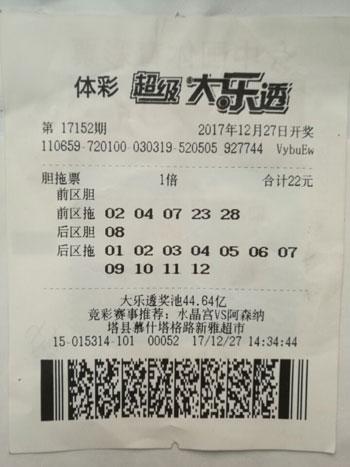 体彩 超级大乐透
第 17152期 2017年12月27日开奖
110659-720100-030319-520505 927744 VybuEw
胆拖票 1倍 合计22元
前区胆
前区拖 02 04 07 23 28
后区胆 08
后区拖 01 02 03 04 05 06 07
09 10 11 12
大乐透奖池44.64亿
竞彩赛事推荐：水晶宫VS阿森纳
塔县慕什塔格路新雅超市
15-015314-101 00052 17/12/27 14:34:44